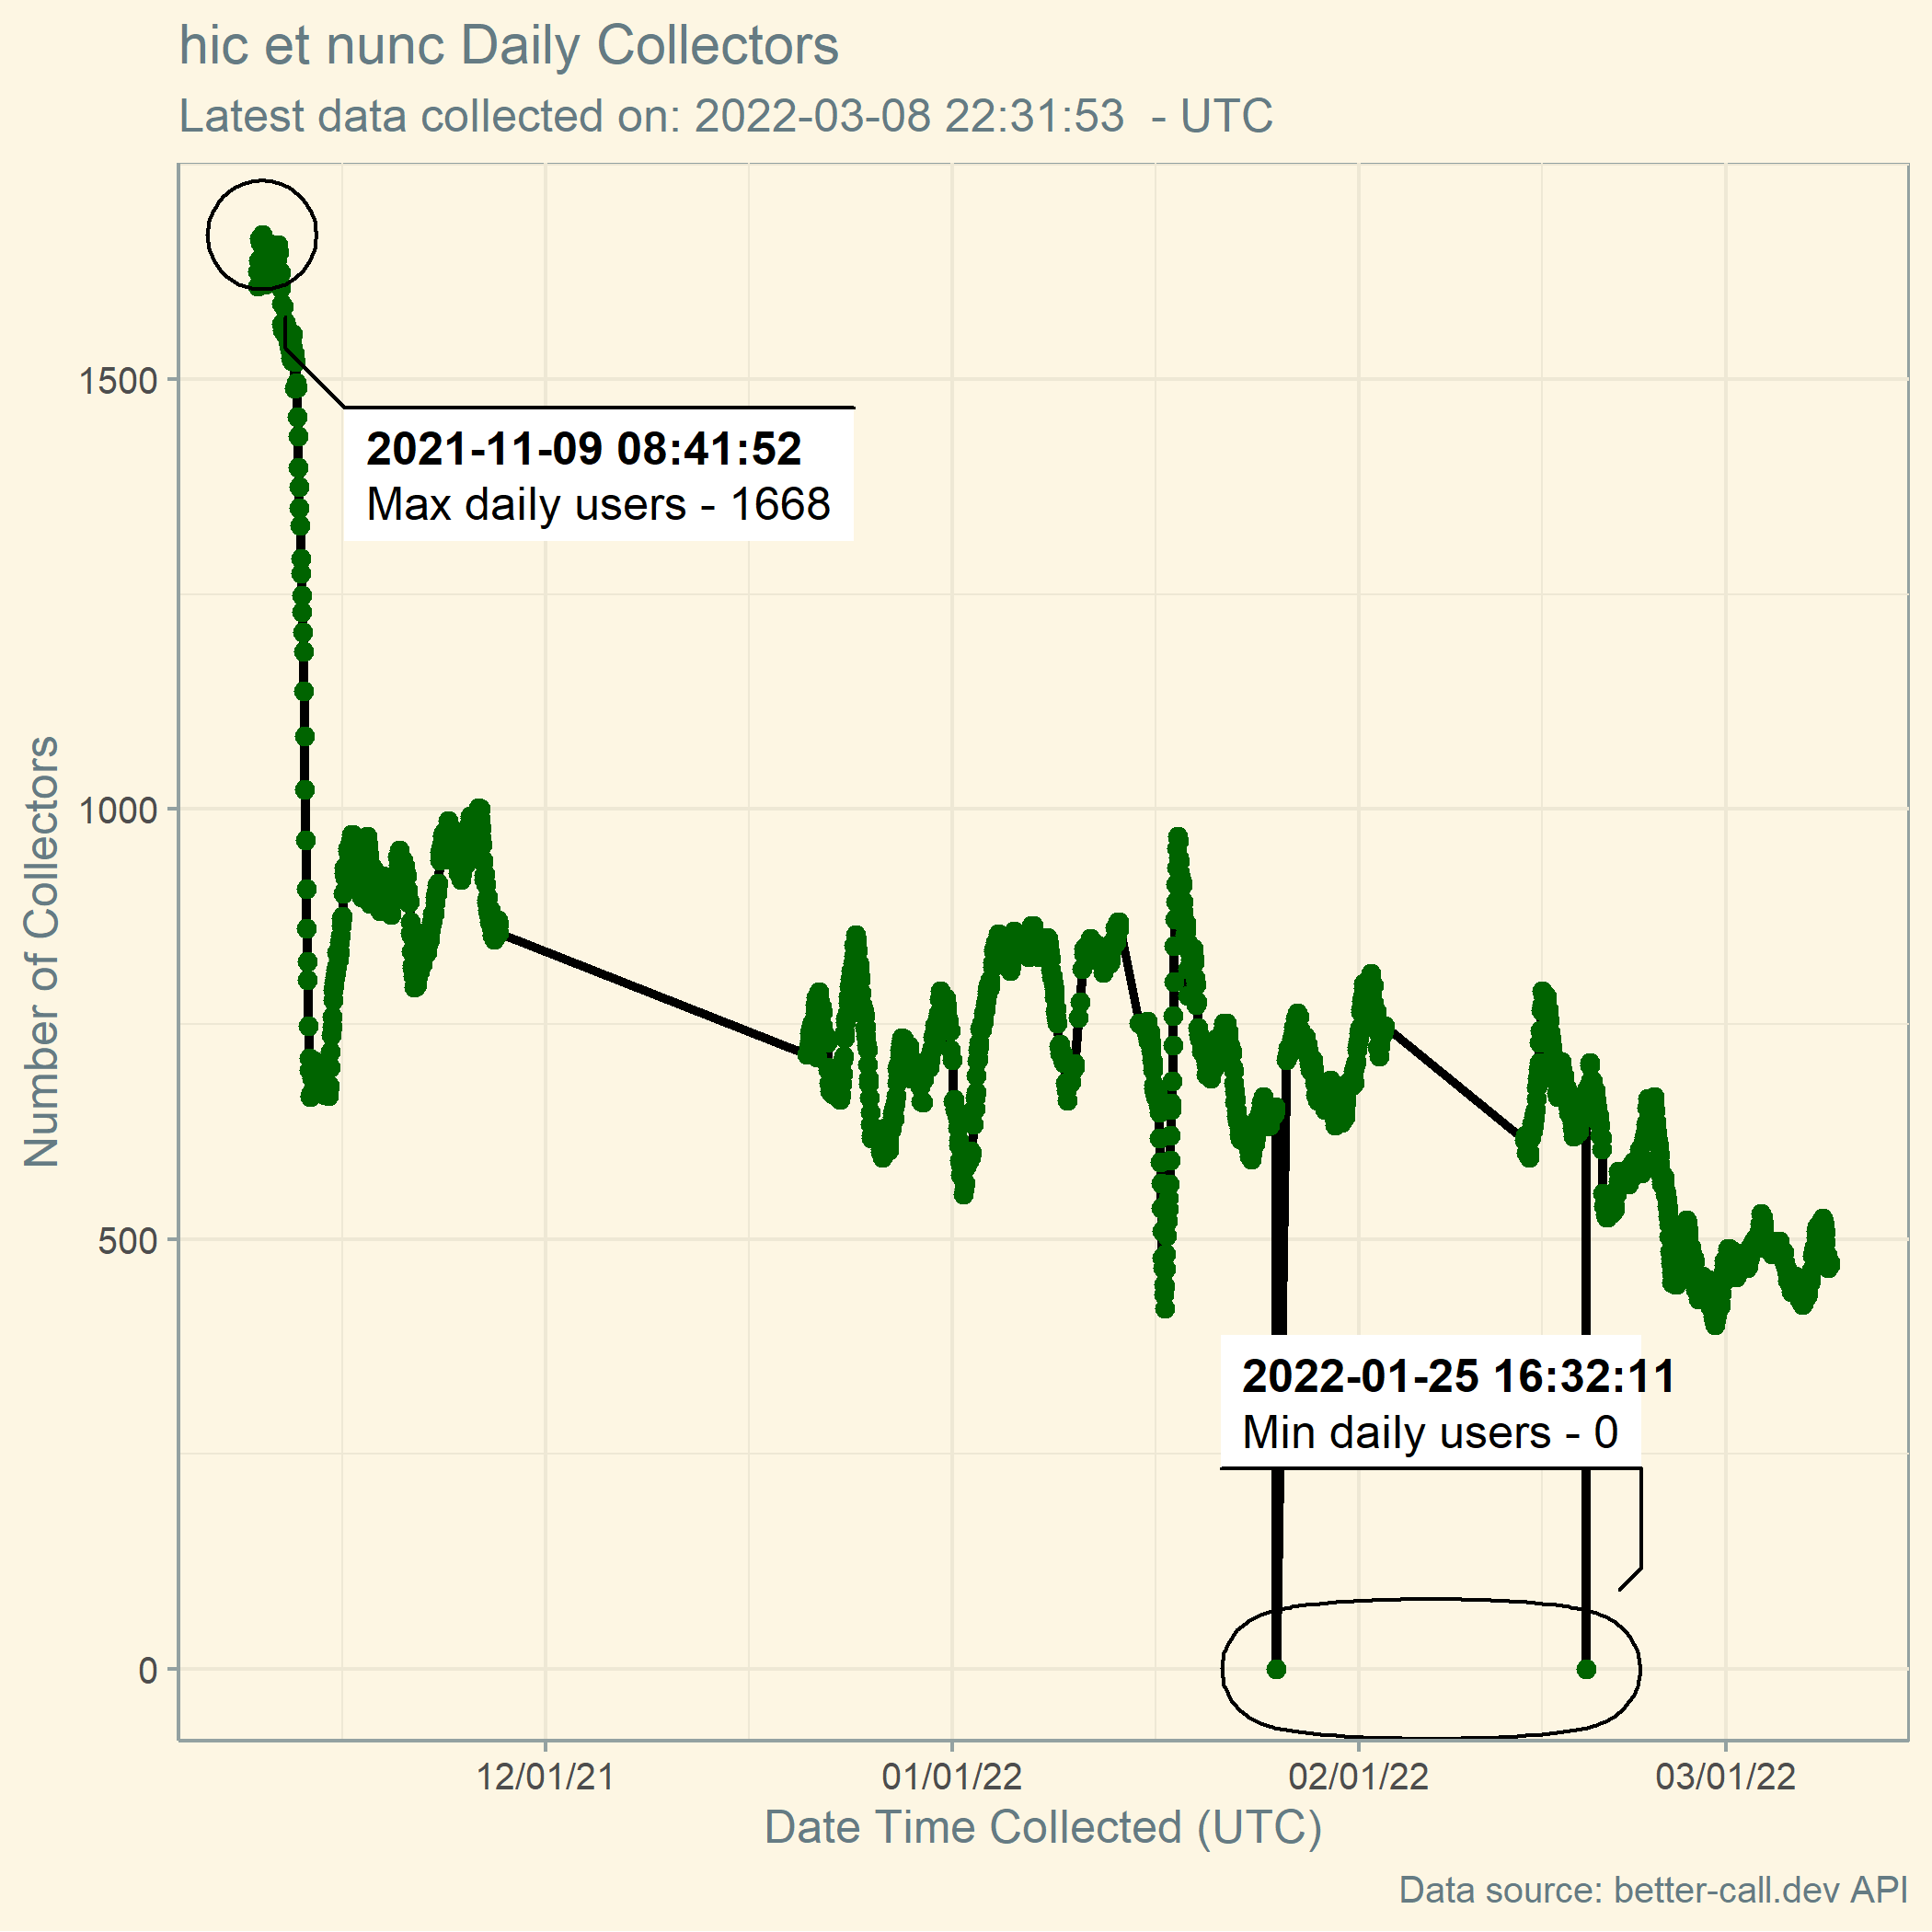 hic et nunc Daily Collectors
Latest data collected on: 2022-03-08 22:31:53  - UTC
2021-11-09 08:41:52
Max daily users - 1668
2022-01-25 16:32:11
Min daily users - 0
Number of Collectors
1500
1000
500
0
12/01/21
01/01/22
02/01/22
03/01/22
Date Time Collected (UTC)
Data source: better-call.dev API